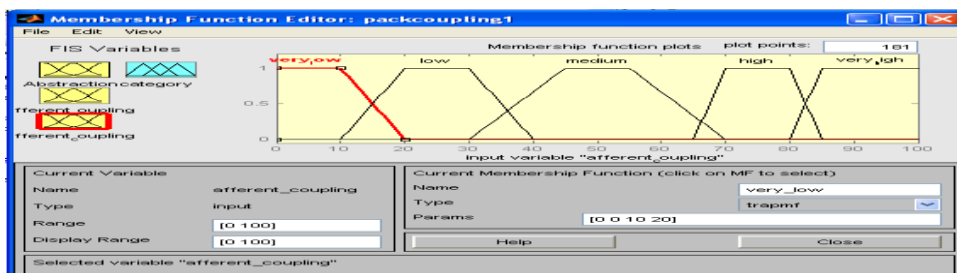 Membership Function Editor: packcoupling1
File Edit View
FIS Variables
Membership function plots
plot points:
181
Abstraction
category
fferent_oupling
fferent_coupling
very_low
low
medium
high
very_high
1
0.5
0
0 10 20 30 40 50 60 70 80 90 100
input variable "afferent_coupling"
Current Variable
Name afferent_coupling
Type input
Range [0 100]
Display Range [0 100]
Current Membership Function (click on MF to select)
Name very_low
Type trapmf
Params [0 0 10 20]
Help
Close
Selected variable "afferent_coupling"